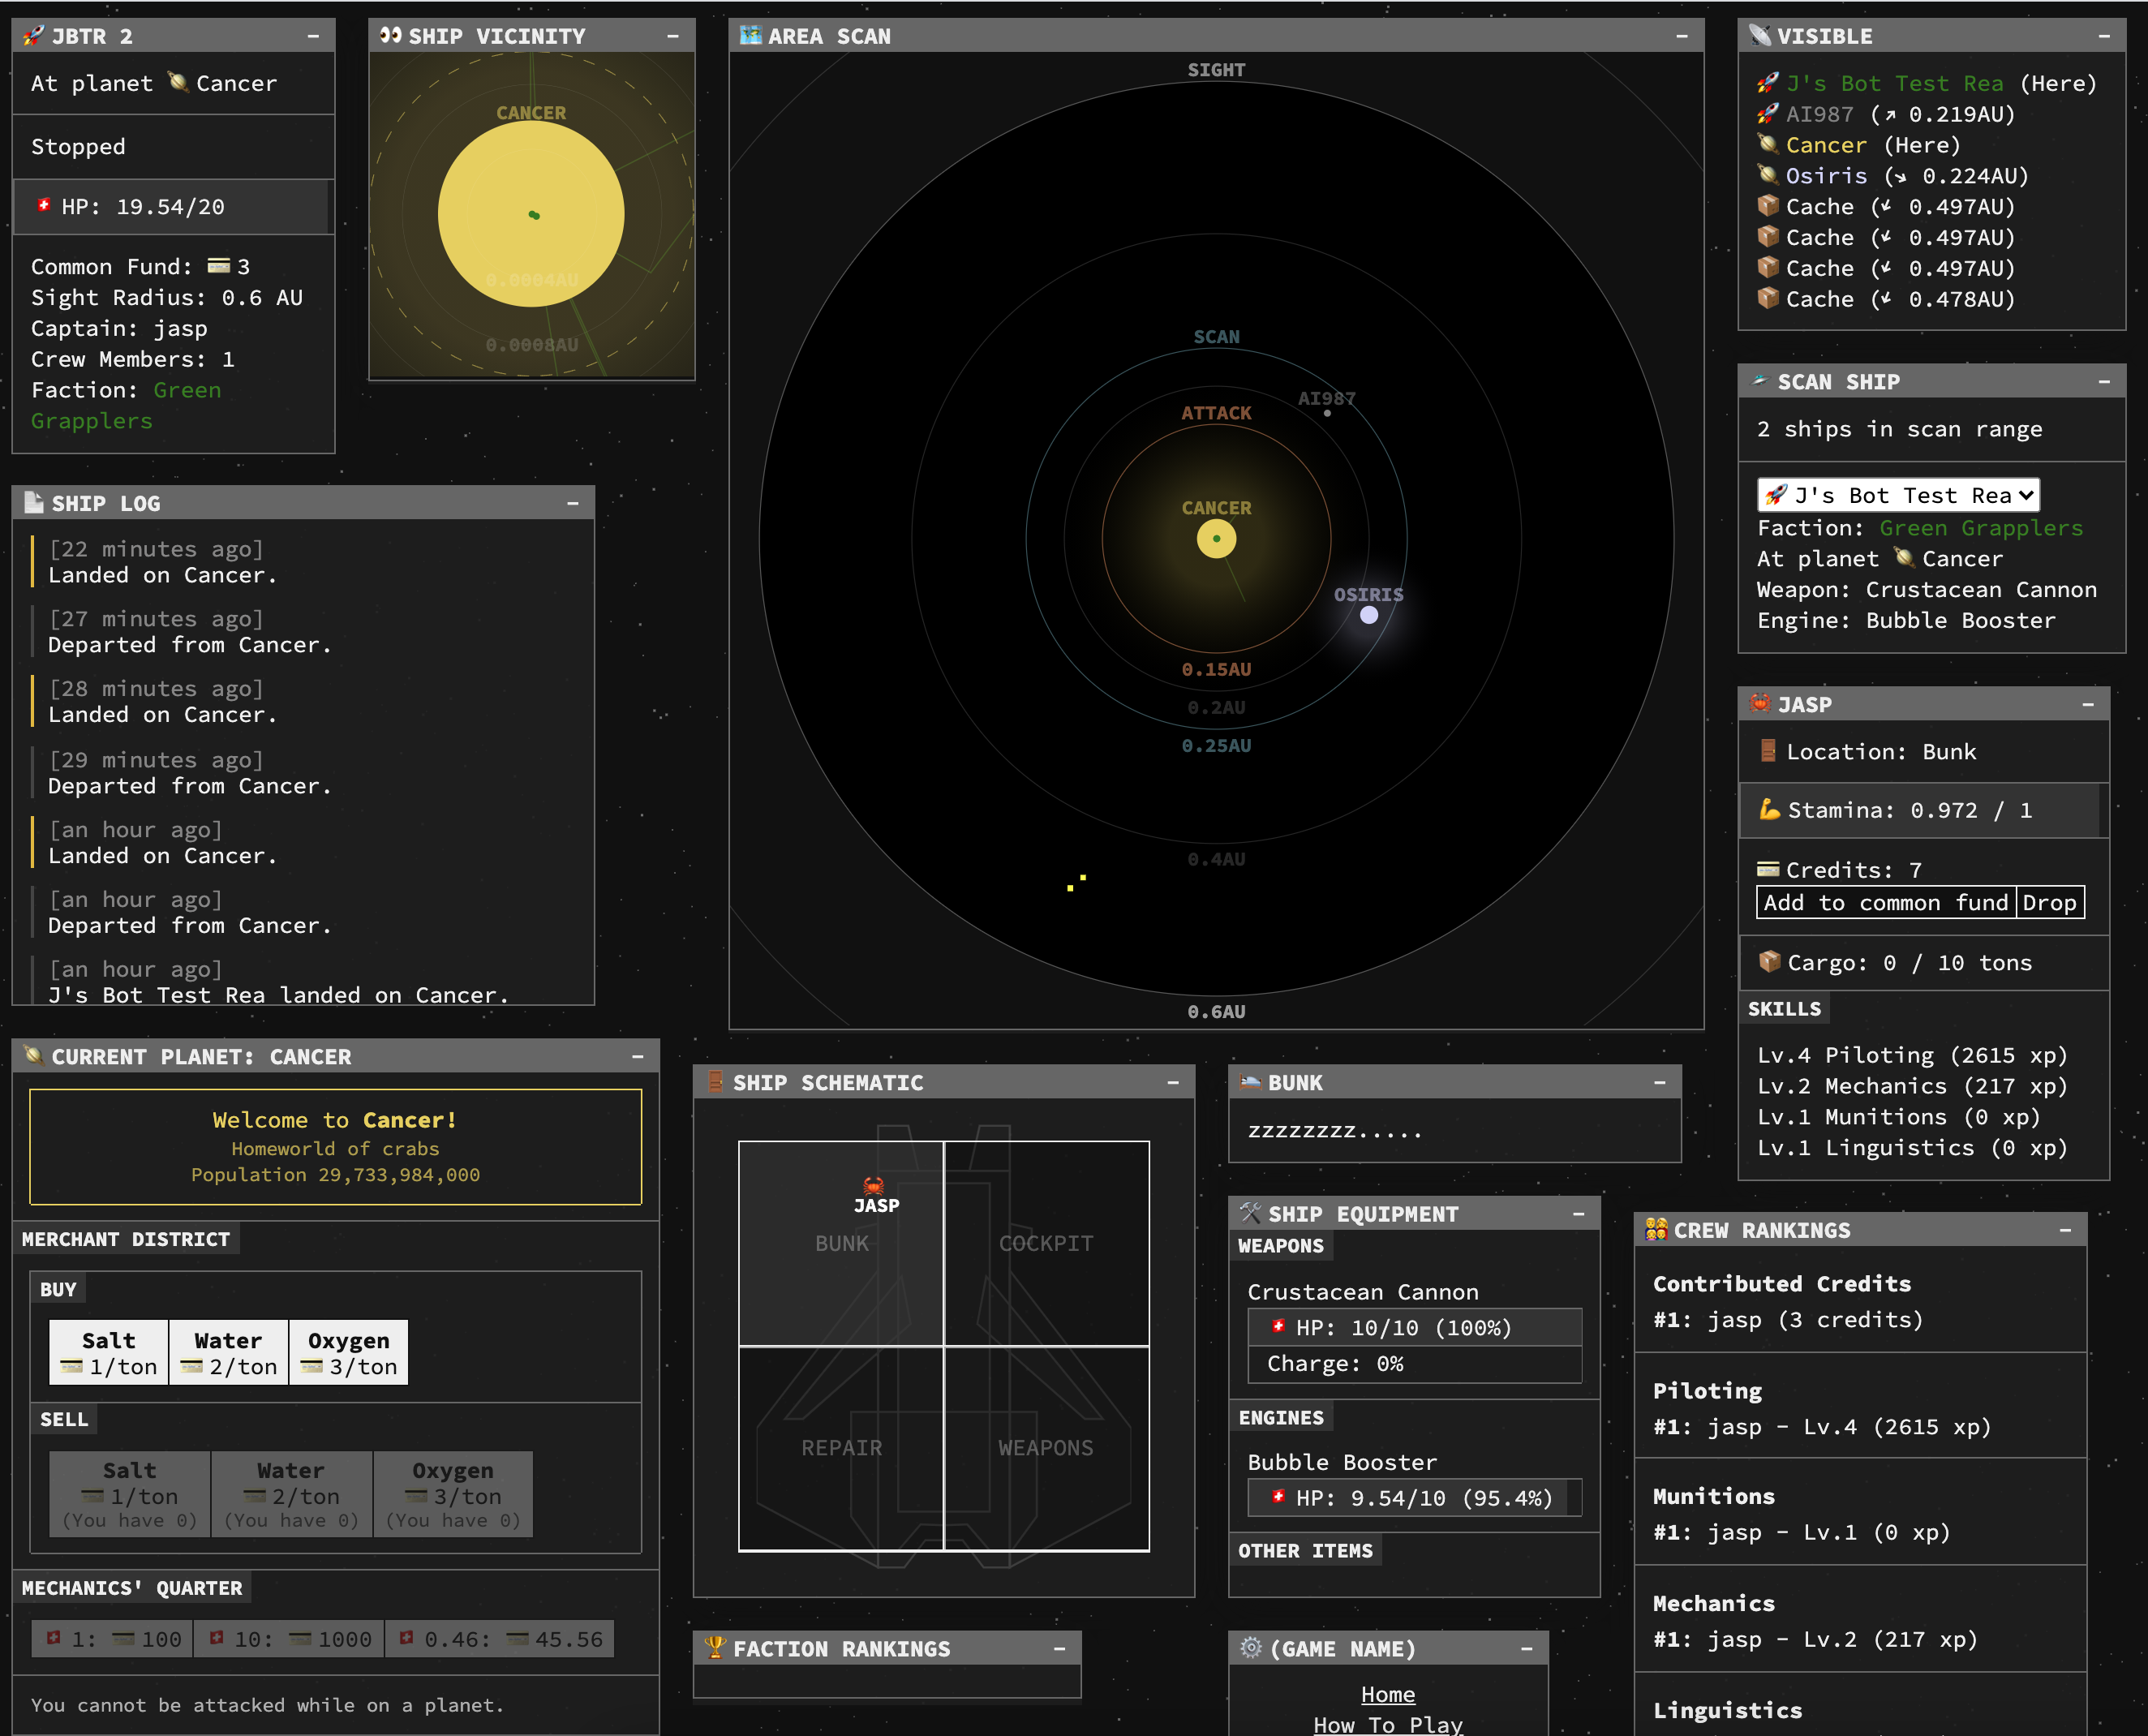 JBTR 2 –
At planet Cancer
Stopped
HP: 19.54/20
Common Fund: 3
Sight Radius: 0.6 AU
Captain: jasp
Crew Members: 1
Faction: Green
Grapplers
SHIP VICINITY –
CANCER
0.0004AU
0.0008AU
AREA SCAN –
SIGHT
SCAN
AI987
ATTACK
CANCER
OSIRIS
0.15AU
0.2AU
0.25AU
0.4AU
0.6AU
VISIBLE –
J's Bot Test Rea (Here)
AI987 (↗ 0.219AU)
Cancer (Here)
Osiris (↘ 0.224AU)
Cache (↙ 0.497AU)
Cache (↙ 0.497AU)
Cache (↙ 0.497AU)
Cache (↙ 0.478AU)
SCAN SHIP –
2 ships in scan range
J's Bot Test Rea
Faction: Green Grapplers
At planet Cancer
Weapon: Crustacean Cannon
Engine: Bubble Booster
SHIP LOG –
[22 minutes ago]
Landed on Cancer.
[27 minutes ago]
Departed from Cancer.
[28 minutes ago]
Landed on Cancer.
[29 minutes ago]
Departed from Cancer.
[an hour ago]
Landed on Cancer.
[an hour ago]
Departed from Cancer.
[an hour ago]
J's Bot Test Rea landed on Cancer.
JASP –
Location: Bunk
Stamina: 0.972 / 1
Credits: 7
Add to common fund Drop
Cargo: 0 / 10 tons
SKILLS
Lv.4 Piloting (2615 xp)
Lv.2 Mechanics (217 xp)
Lv.1 Munitions (0 xp)
Lv.1 Linguistics (0 xp)
CURRENT PLANET: CANCER –
Welcome to Cancer!
Homeworld of crabs
Population 29,733,984,000
MERCHANT DISTRICT
BUY
Salt Water Oxygen
1/ton 2/ton 3/ton
SELL
Salt Water Oxygen
1/ton 2/ton 3/ton
(You have 0) (You have 0) (You have 0)
MECHANICS' QUARTER
1: 100 10: 1000 0.46: 45.56
You cannot be attacked while on a planet.
SHIP SCHEMATIC –
JASP
BUNK COCKPIT
REPAIR WEAPONS
BUNK –
zzzzzzzz.....
SHIP EQUIPMENT –
WEAPONS
Crustacean Cannon
HP: 10/10 (100%)
Charge: 0%
ENGINES
Bubble Booster
HP: 9.54/10 (95.4%)
OTHER ITEMS
CREW RANKINGS –
Contributed Credits
#1: jasp (3 credits)
Piloting
#1: jasp – Lv.4 (2615 xp)
Munitions
#1: jasp – Lv.1 (0 xp)
Mechanics
#1: jasp – Lv.2 (217 xp)
Linguistics
FACTION RANKINGS –
(GAME NAME) –
Home
How To Play